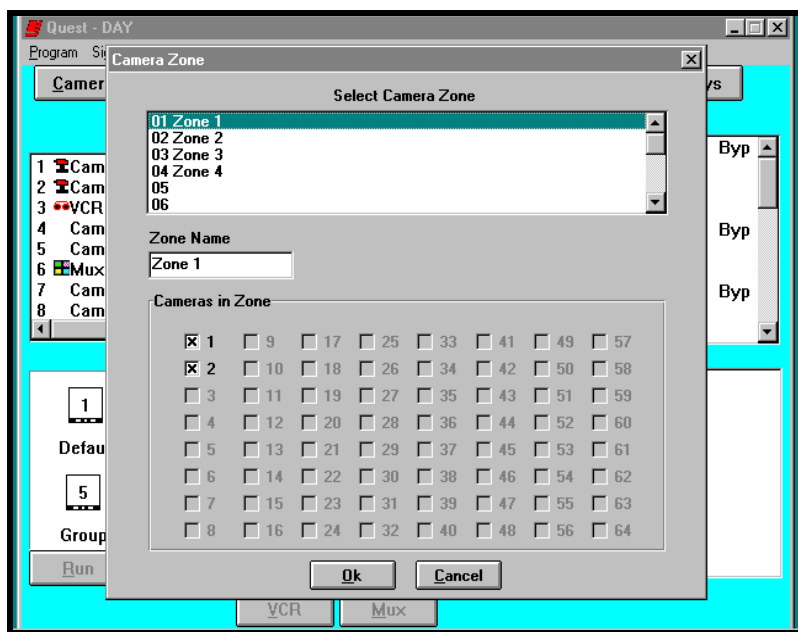 Quest - DAY
Program Si
Camera Zone
Camer
ys
Select Camera Zone
01 Zone 1
02 Zone 2
03 Zone 3
04 Zone 4
05
06
Byp
1 Cam
2 Cam
3 VCR
4 Cam
Byp
5 Cam
6 Mux
7 Cam
Byp
8 Cam
Zone Name
Zone 1
Cameras in Zone
1 9 17 25 33 41 49 57
2 10 18 26 34 42 50 58
3 11 19 27 35 43 51 59
4 12 20 28 36 44 52 60
5 13 21 29 37 45 53 61
6 14 22 30 38 46 54 62
7 15 23 31 39 47 55 63
8 16 24 32 40 48 56 64
1
Defau
5
Group
Run
Ok Cancel
VCR Mux